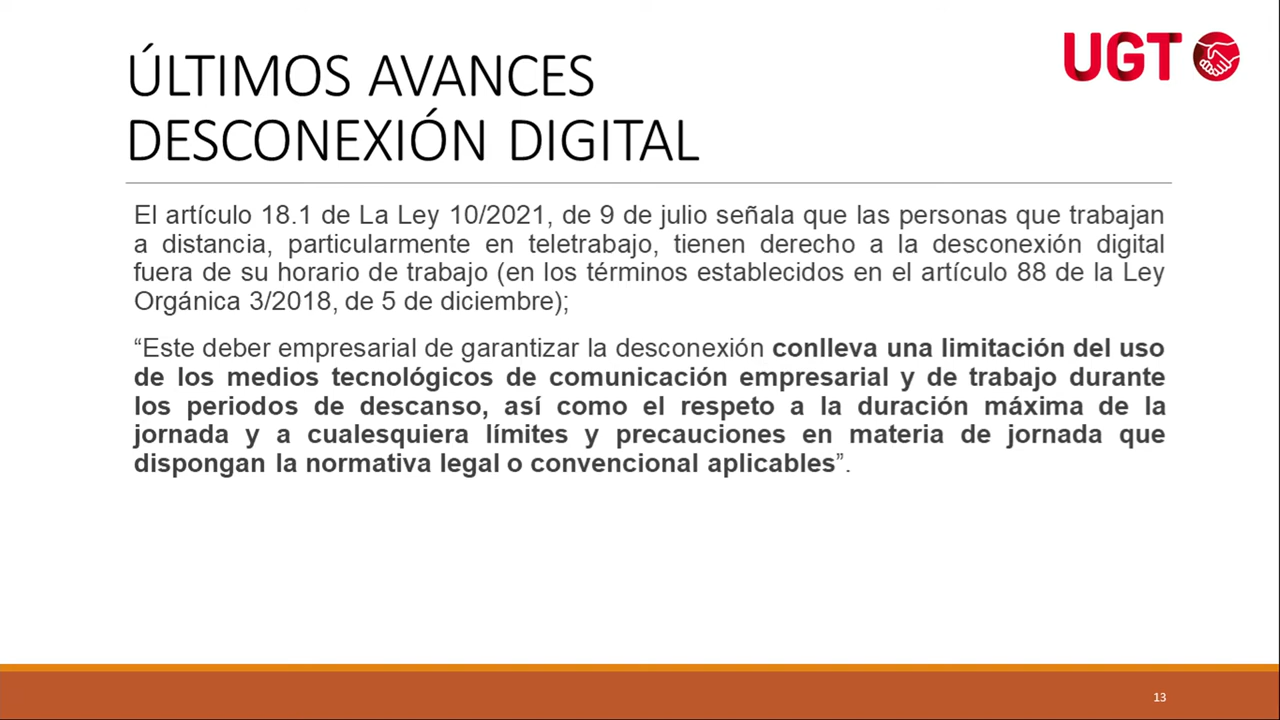 ÚLTIMOS AVANCES
DESCONEXIÓN DIGITAL
UGT
El artículo 18.1 de La Ley 10/2021, de 9 de julio señala que las personas que trabajan
a distancia, particularmente en teletrabajo, tienen derecho a la desconexión digital
fuera de su horario de trabajo (en los términos establecidos en el artículo 88 de la Ley
Orgánica 3/2018, de 5 de diciembre);
“Este deber empresarial de garantizar la desconexión conlleva una limitación del uso
de los medios tecnológicos de comunicación empresarial y de trabajo durante
los periodos de descanso, así como el respeto a la duración máxima de la
jornada y a cualesquiera límites y precauciones en materia de jornada que
dispongan la normativa legal o convencional aplicables”.
13